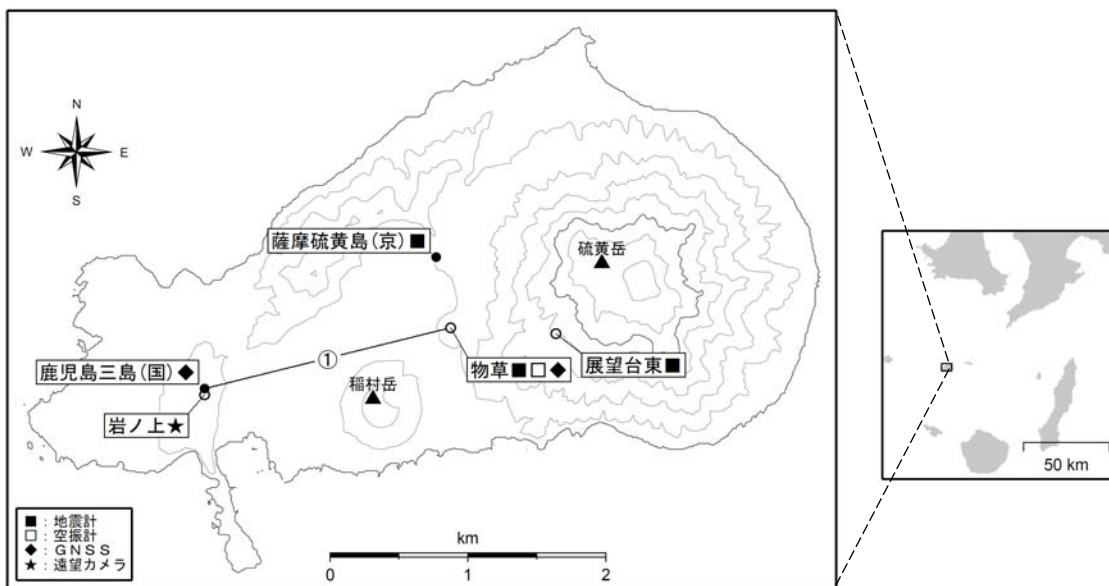 N
W E
S
薩摩硫黄島(京)■
硫黄岳
①
鹿児島三島(国)◆
物草■□◆
展望台東■
稲村岳
岩ノ上★
■:地震計
□:空振計
◆:GNSS
★:遠望カメラ
km
0 1 2
50 km